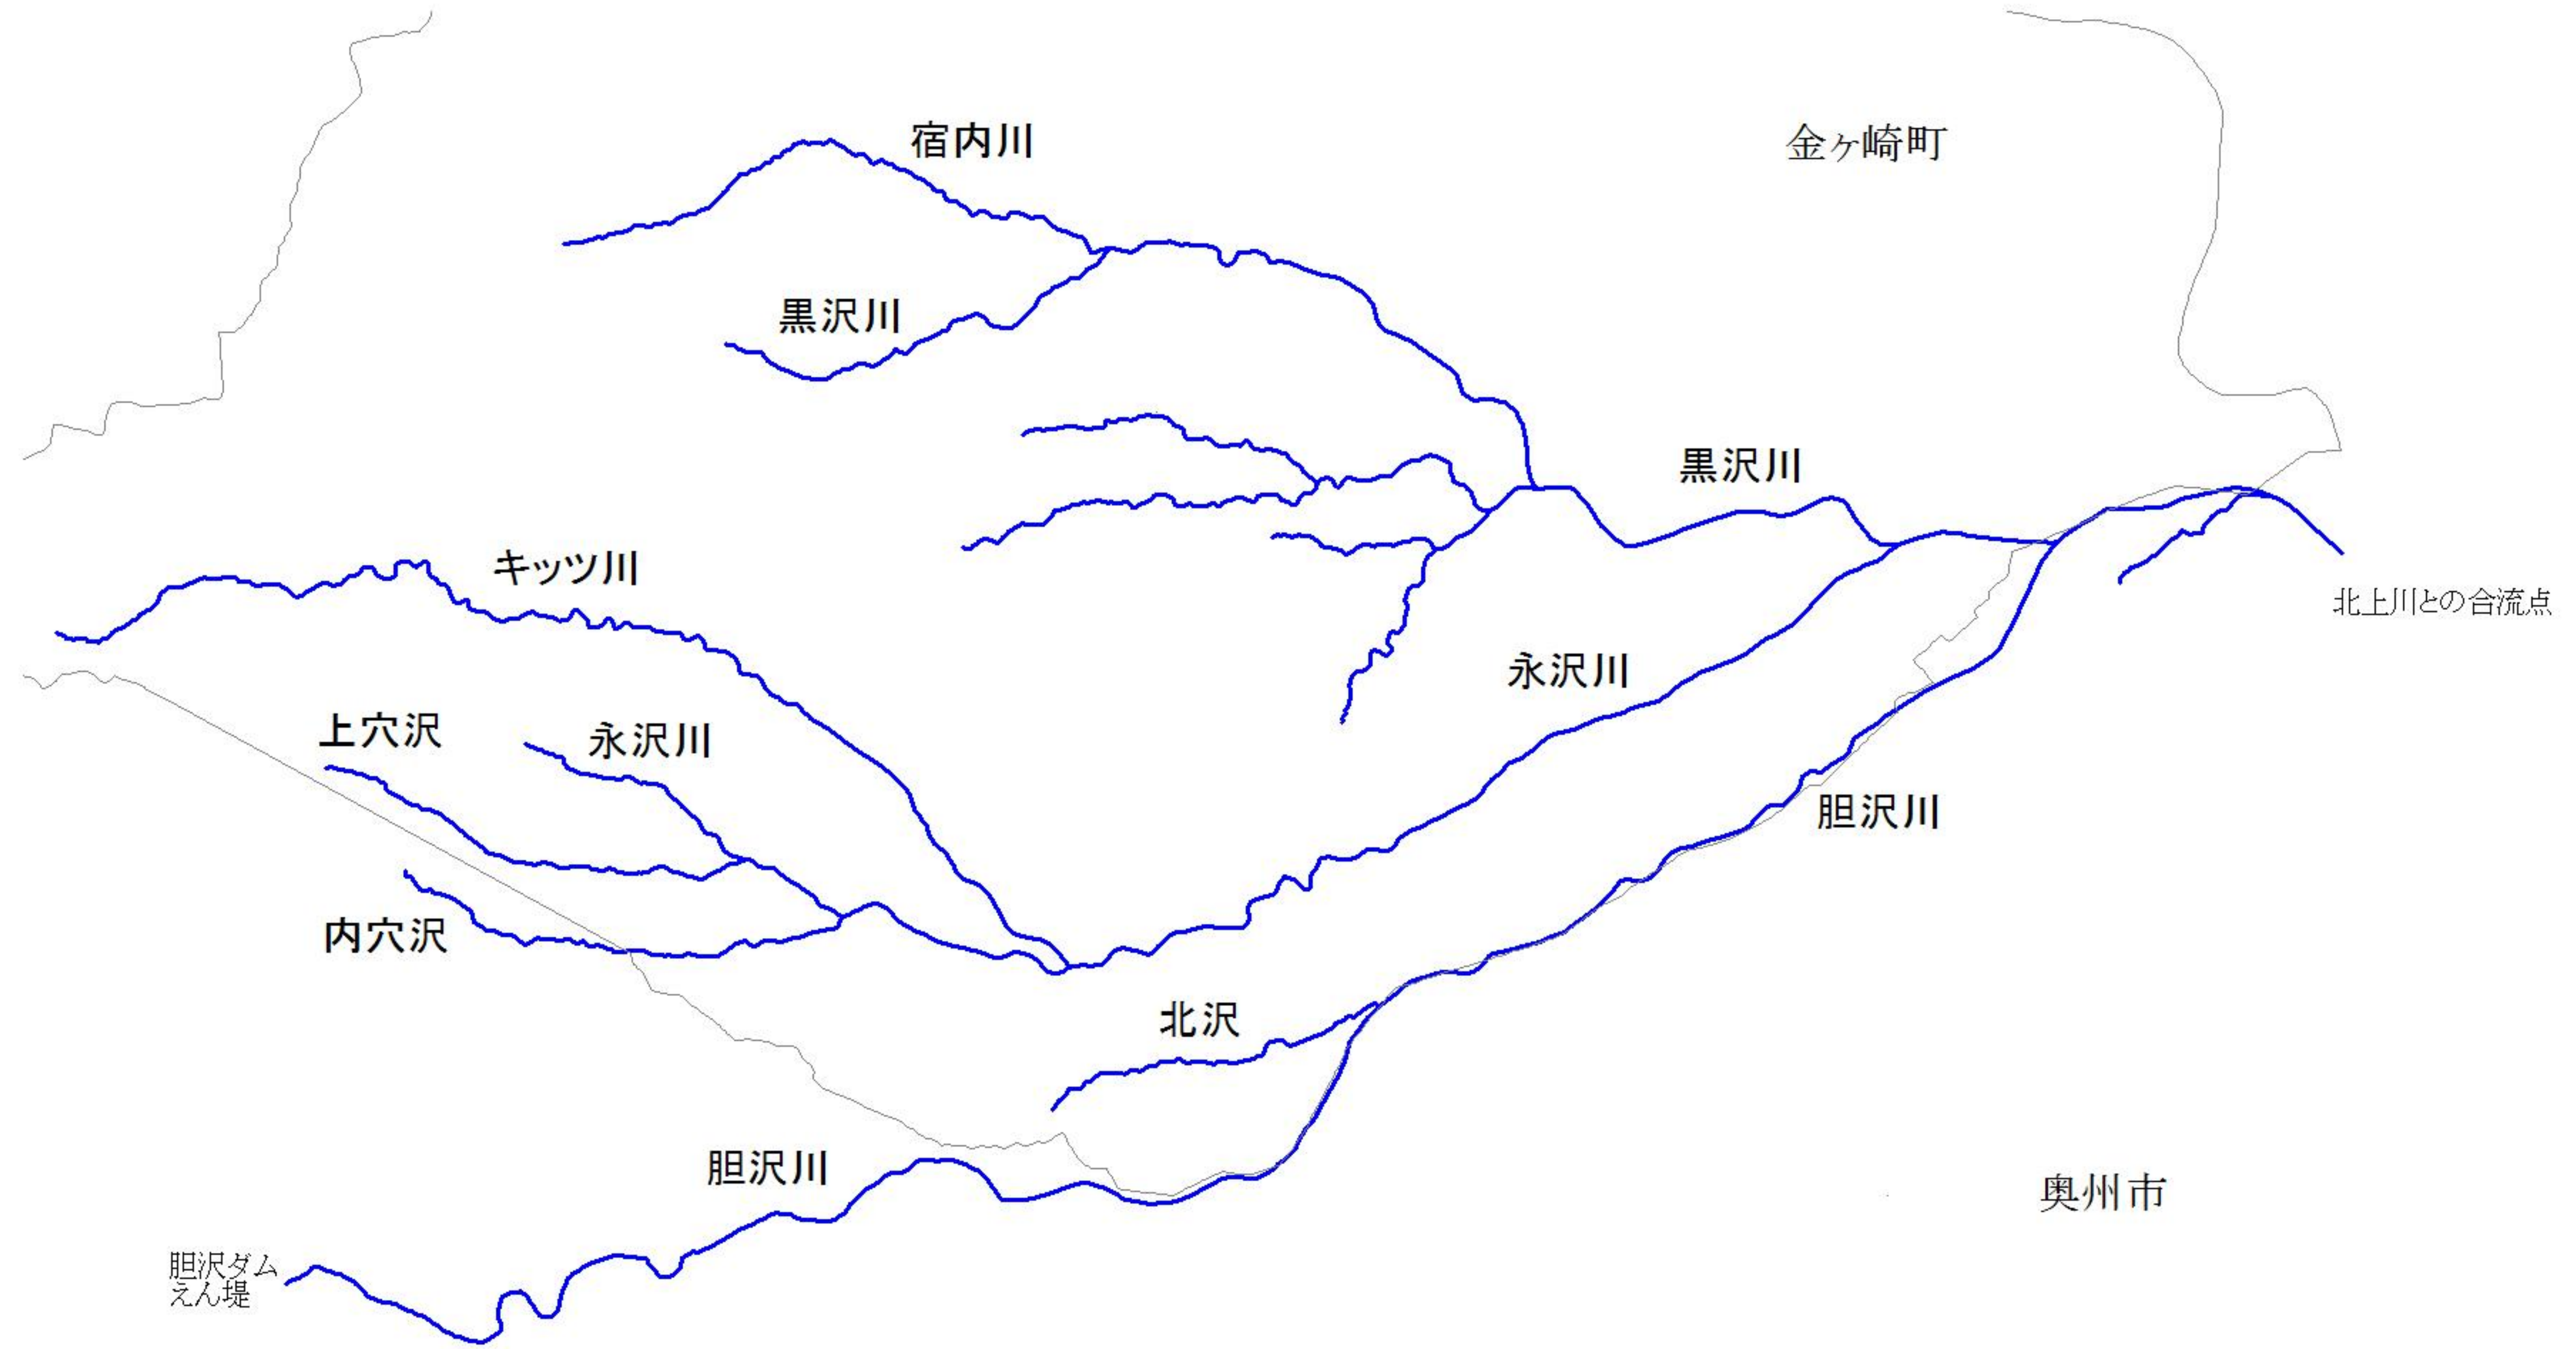 宿内川
金ヶ崎町
黒沢川
黒沢川
キッツ川
北上川との合流点
永沢川
上穴沢
永沢川
胆沢川
内穴沢
北沢
胆沢川
奥州市
胆沢ダム
えん堤